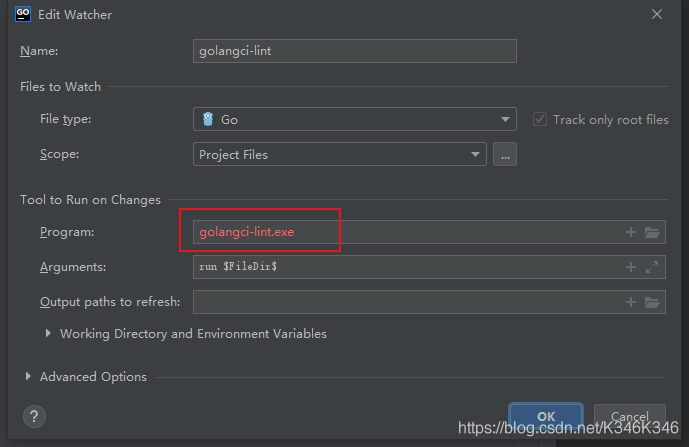 GO Edit Watcher
Name: golangci-lint
Files to Watch
File type: Go Track only root files
Scope: Project Files ...
Tool to Run on Changes
Program: golangci-lint.exe
Arguments: run $FileDir$
Output paths to refresh:
Working Directory and Environment Variables
Advanced Options
? OK Cancel
https://blog.csdn.net/K346K346